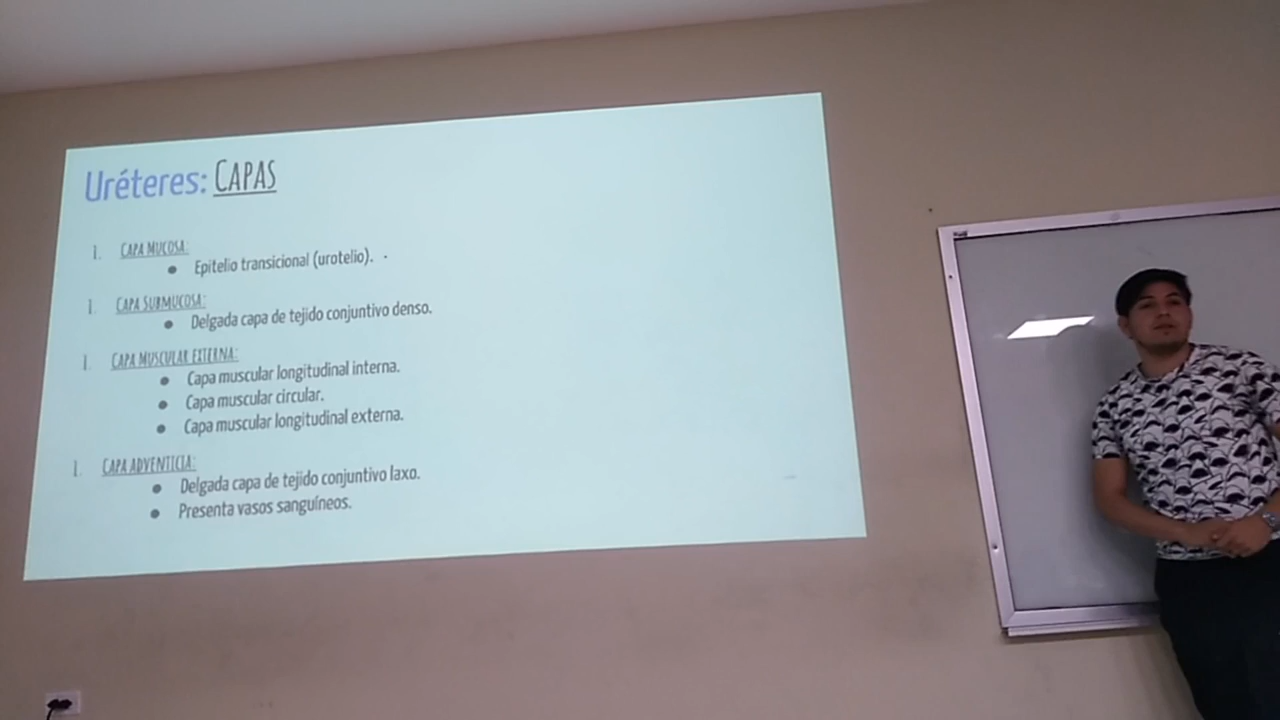 Uréteres: CAPAS
1. CAPA MUCOSA:
● Epitelio transicional (urotelio).
1. CAPA SUBMUCOSA:
● Delgada capa de tejido conjuntivo denso.
1. CAPA MUSCULAR EXTERNA:
● Capa muscular longitudinal interna.
● Capa muscular circular.
● Capa muscular longitudinal externa.
1. CAPA ADVENTICIA:
● Delgada capa de tejido conjuntivo laxo.
● Presenta vasos sanguíneos.